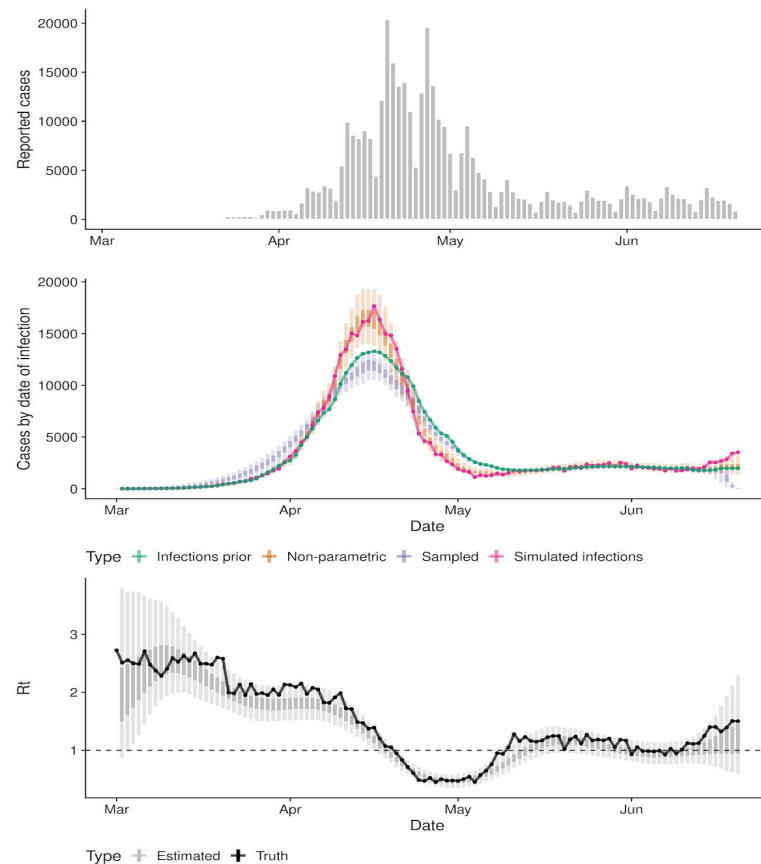 Reported cases
20000
15000
10000
5000
0
Mar Apr May Jun
Cases by date of infection
20000
15000
10000
5000
0
Mar Apr May Jun
Date
Type Infections prior Non-parametric Sampled Simulated infections
Rt
3
2
1
Mar Apr May Jun
Date
Type Estimated Truth